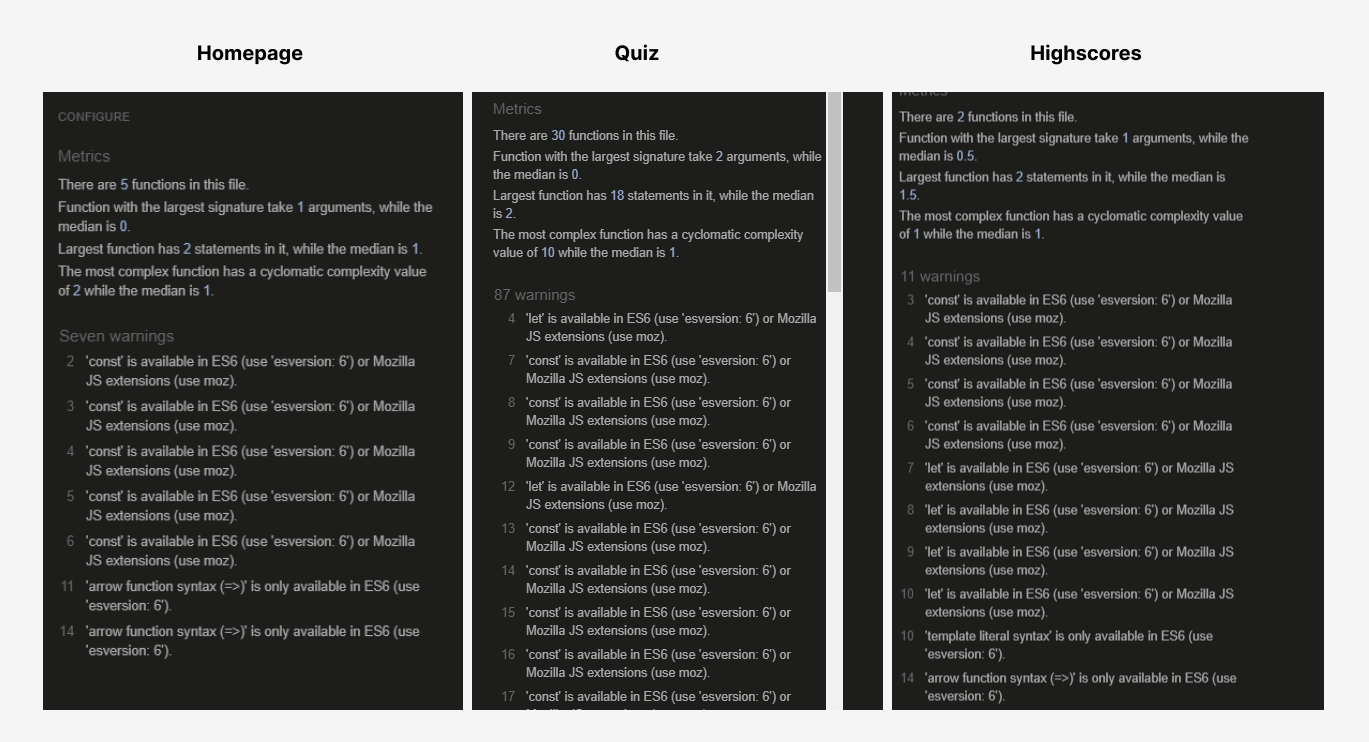 Homepage
Quiz
Highscores
CONFIGURE
Metrics
There are 5 functions in this file.
Function with the largest signature take 1 arguments, while the
median is 0.
Largest function has 2 statements in it, while the median is 1.
The most complex function has a cyclomatic complexity value
of 2 while the median is 1.
Seven warnings
2 'const' is available in ES6 (use 'esversion: 6') or Mozilla
JS extensions (use moz).
3 'const' is available in ES6 (use 'esversion: 6') or Mozilla
JS extensions (use moz).
4 'const' is available in ES6 (use 'esversion: 6') or Mozilla
JS extensions (use moz).
5 'const' is available in ES6 (use 'esversion: 6') or Mozilla
JS extensions (use moz).
6 'const' is available in ES6 (use 'esversion: 6') or Mozilla
JS extensions (use moz).
11 'arrow function syntax (=>)' is only available in ES6 (use
'esversion: 6').
14 'arrow function syntax (=>)' is only available in ES6 (use
'esversion: 6').
Metrics
There are 30 functions in this file.
Function with the largest signature take 2 arguments, while
the median is 0.
Largest function has 18 statements in it, while the median
is 2.
The most complex function has a cyclomatic complexity
value of 10 while the median is 1.
87 warnings
4 'let' is available in ES6 (use 'esversion: 6') or Mozilla
JS extensions (use moz).
7 'const' is available in ES6 (use 'esversion: 6') or
Mozilla JS extensions (use moz).
8 'const' is available in ES6 (use 'esversion: 6') or
Mozilla JS extensions (use moz).
9 'const' is available in ES6 (use 'esversion: 6') or
Mozilla JS extensions (use moz).
12 'let' is available in ES6 (use 'esversion: 6') or Mozilla
JS extensions (use moz).
13 'const' is available in ES6 (use 'esversion: 6') or
Mozilla JS extensions (use moz).
14 'const' is available in ES6 (use 'esversion: 6') or
Mozilla JS extensions (use moz).
15 'const' is available in ES6 (use 'esversion: 6') or
Mozilla JS extensions (use moz).
16 'const' is available in ES6 (use 'esversion: 6') or
Mozilla JS extensions (use moz).
17 'const' is available in ES6 (use 'esversion: 6') or
Metrics
There are 2 functions in this file.
Function with the largest signature take 1 arguments, while the
median is 0.5.
Largest function has 2 statements in it, while the median is
1.5.
The most complex function has a cyclomatic complexity value
of 1 while the median is 1.
11 warnings
3 'const' is available in ES6 (use 'esversion: 6') or Mozilla
JS extensions (use moz).
4 'const' is available in ES6 (use 'esversion: 6') or Mozilla
JS extensions (use moz).
5 'const' is available in ES6 (use 'esversion: 6') or Mozilla
JS extensions (use moz).
6 'const' is available in ES6 (use 'esversion: 6') or Mozilla
JS extensions (use moz).
7 'let' is available in ES6 (use 'esversion: 6') or Mozilla JS
extensions (use moz).
8 'let' is available in ES6 (use 'esversion: 6') or Mozilla JS
extensions (use moz).
9 'let' is available in ES6 (use 'esversion: 6') or Mozilla JS
extensions (use moz).
10 'let' is available in ES6 (use 'esversion: 6') or Mozilla JS
extensions (use moz).
10 'template literal syntax' is only available in ES6 (use
'esversion: 6').
14 'arrow function syntax (=>)' is only available in ES6 (use
'esversion: 6').